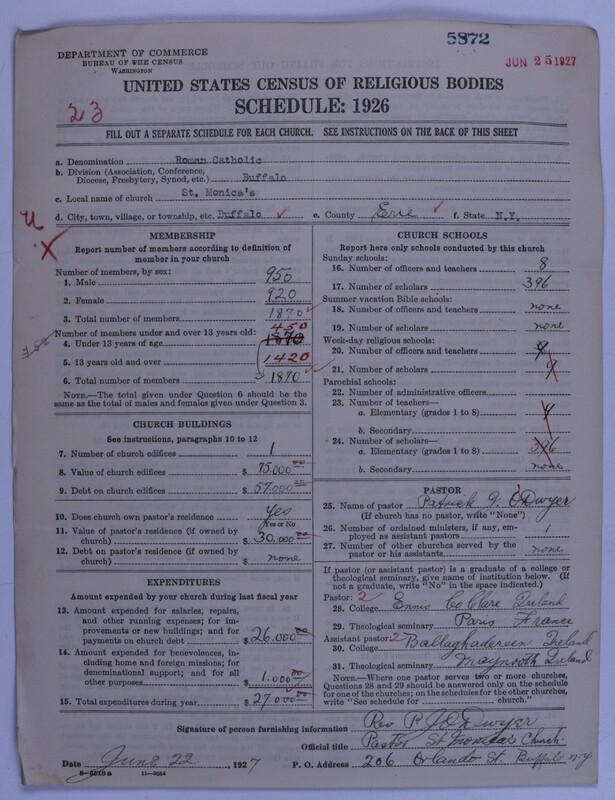 5872
DEPARTMENT OF COMMERCE
BUREAU OF THE CENSUS
WASHINGTON
JUN 25 1927
UNITED STATES CENSUS OF RELIGIOUS BODIES
SCHEDULE: 1926
23
FILL OUT A SEPARATE SCHEDULE FOR EACH CHURCH. SEE INSTRUCTIONS ON THE BACK OF THIS SHEET
a. Denomination Roman Catholic
b. Division (Association, Conference,
Diocese, Presbytery, Synod, etc.) Buffalo
c. Local name of church St. Monica's
d. City, town, village, or township, etc. Buffalo e. County Erie f. State N.Y.
U
X
MEMBERSHIP
Report number of members according to definition of
member in your church
Number of members, by sex:
1. Male 950
2. Female 920
3. Total number of members 1870
Number of members under and over 13 years old: 450
4. Under 13 years of age 1870
5. 13 years old and over 1420
6. Total number of members 1870
NOTE.—The total given under Question 6 should be
same as the total of males and females given under Question 3.
CHURCH BUILDINGS
See instructions, paragraphs 10 to 12
7. Number of church edifices 1
8. Value of church edifices $ 75.000 00
9. Debt on church edifices $ 57.000 00
10. Does church own pastor's residence Yes
Yes or No
11. Value of pastor's residence (if owned by
church) $ 30.000 00
12. Debt on pastor's residence (if owned by
church) $ none
EXPENDITURES
Amount expended by your church during last fiscal year
13. Amount expended for salaries, repairs,
and other running expenses; for im-
provements or new buildings; and for
payments on church debt $ 26.000 00
14. Amount expended for benevolences,
including home and foreign missions; for
denominational support; and for all
other purposes $ 1.000 00
15. Total expenditures during year $ 27.000 00
CHURCH SCHOOLS
Report here only schools conducted by this church
Sunday schools:
16. Number of officers and teachers 8
17. Number of scholars 396
Summer vacation Bible schools:
18. Number of officers and teachers none
19. Number of scholars none
Week-day religious schools:
20. Number of officers and teachers 9
21. Number of scholars 9
Parochial schools:
22. Number of administrative officers
23. Number of teachers—
a. Elementary (grades 1 to 8) 9
b. Secondary
24. Number of scholars—
a. Elementary (grades 1 to 8) 396
b. Secondary none
PASTOR
25. Name of pastor Patrick J. O'Dwyer
(If church has no pastor, write "None")
26. Number of ordained ministers, if any, em-
ployed as assistant pastors 1
27. Number of other churches served by the
pastor or his assistants none
If pastor (or assistant pastor) is a graduate of a college or
theological seminary, give name of institution below. (If
not a graduate, write "No" in the space indicated.)
Pastor: 2
28. College Ennis Co Clare Ireland
29. Theological seminary Paris France
Assistant pastor: 2
30. College Ballaghadereen Ireland
31. Theological seminary Maynooth Ireland
NOTE.—Where one pastor serves two or more churches,
Questions 28 and 29 should be answered only on the schedule
for one of the churches; on the schedules for the other churches,
write "See schedule for church."
Signature of person furnishing information Rev. P. J. O'Dwyer
Official title Pastor St Monicas Church
Date June 22, 1927 P. O. Address 206 Orlando St. Buffalo N.Y.
8-5518a 11-9664